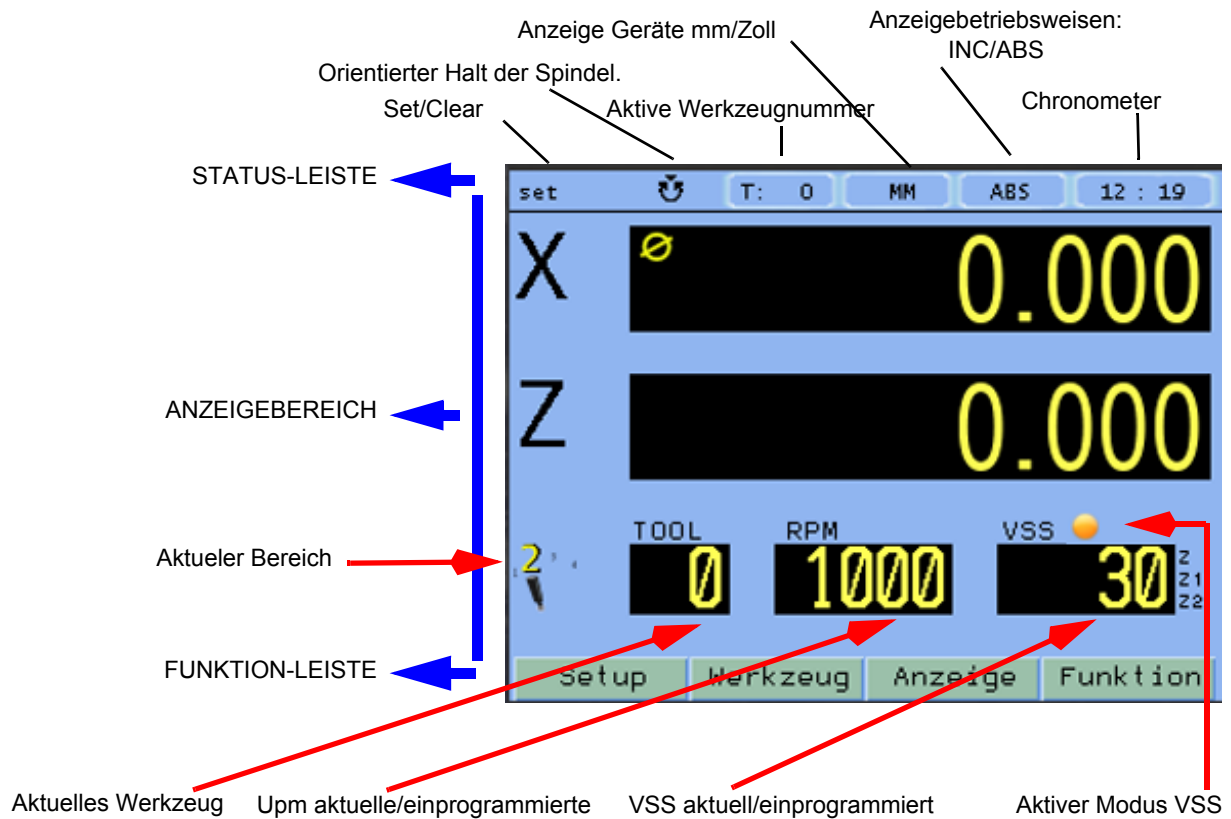 Anzeige Geräte mm/Zoll
Anzeigebetriebsweisen:
INC/ABS
Orientierter Halt der Spindel.
Set/Clear
Aktive Werkzeugnummer
Chronometer
STATUS-LEISTE
set
T: 0
MM
ABS
12 : 19
X
Ø
0.000
ANZEIGEBEREICH
Z
0.000
Aktueler Bereich
2
TOOL
0
RPM
1000
VSS
30
Z
Z1
Z2
FUNKTION-LEISTE
Setup
Werkzeug
Anzeige
Funktion
Aktuelles Werkzeug
Upm aktuelle/einprogrammierte
VSS aktuell/einprogrammiert
Aktiver Modus VSS